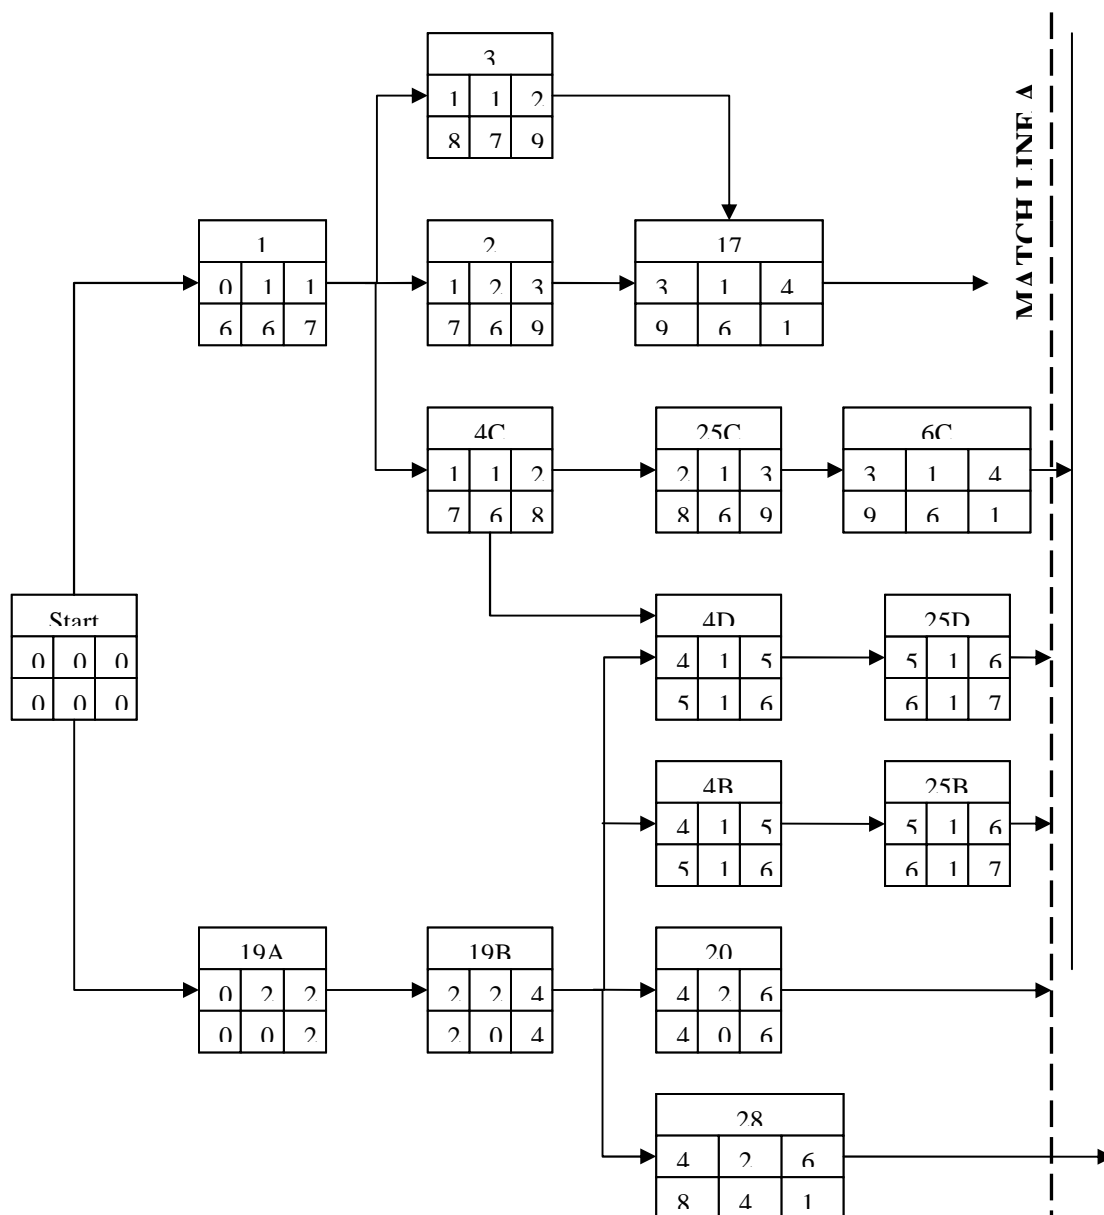 3
1 1 2
8 7 9
MATCH LINE A
1
0 1 1
6 6 7
2
1 2 3
7 6 9
17
3 1 4
9 6 1
4C
1 1 2
7 6 8
25C
2 1 3
8 6 9
6C
3 1 4
9 6 1
Start
0 0 0
0 0 0
4D
4 1 5
5 1 6
25D
5 1 6
6 1 7
4B
4 1 5
5 1 6
25B
5 1 6
6 1 7
19A
0 2 2
0 0 2
19B
2 2 4
2 0 4
20
4 2 6
4 0 6
28
4 2 6
8 4 1